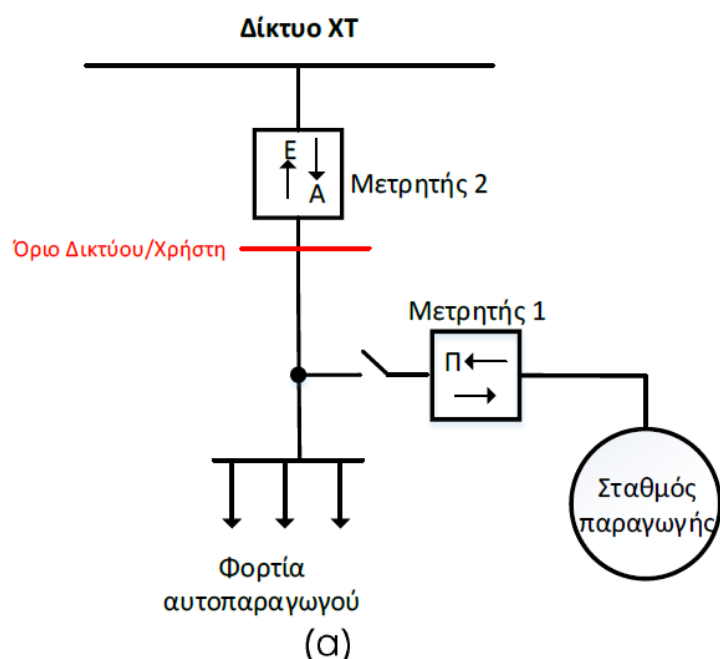 Δίκτυο ΧΤ
Ε
Α
Μετρητής 2
Όριο Δικτύου/Χρήστη
Μετρητής 1
Π
Σταθμός
παραγωγής
Φορτία
αυτοπαραγωγού
(α)